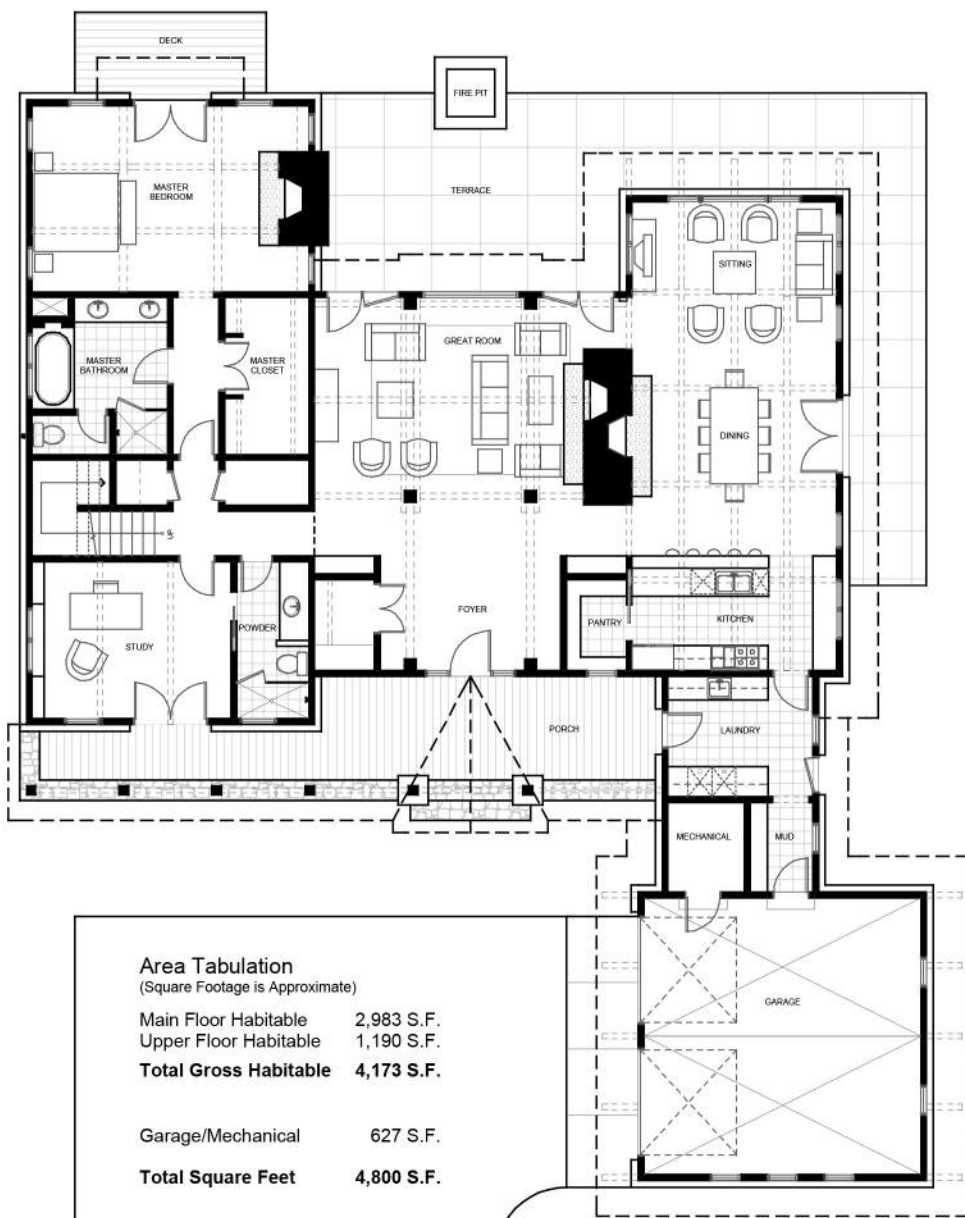 DECK
FIRE PIT
MASTER
BEDROOM
TERRACE
SITTING
GREAT ROOM
MASTER
BATHROOM
MASTER
CLOSET
DINING
FOYER
PANTRY
KITCHEN
POWDER
STUDY
PORCH
LAUNDRY
MECHANICAL
MUD
GARAGE
Area Tabulation
(Square Footage is Approximate)
Main Floor Habitable 2,983 S.F.
Upper Floor Habitable 1,190 S.F.
Total Gross Habitable 4,173 S.F.
Garage/Mechanical 627 S.F.
Total Square Feet 4,800 S.F.